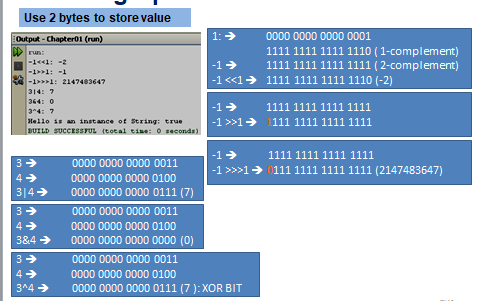 Use 2 bytes to store value
Output - Chapter01 (run)
run:
-1<<1: -2
-1>>1: -1
-1>>>1: 2147483647
3|4: 7
3&4: 0
3^4: 7
Hello is an instance of String: true
BUILD SUCCESSFUL (total time: 0 seconds)
1: ➔ 0000 0000 0000 0001
1111 1111 1111 1110 ( 1-complement)
-1 ➔ 1111 1111 1111 1111 ( 2-complement)
-1 <<1 ➔ 1111 1111 1111 1110 (-2)
-1 ➔ 1111 1111 1111 1111
-1 >>1 ➔ 1111 1111 1111 1111
-1 ➔ 1111 1111 1111 1111
-1 >>>1 ➔ 0111 1111 1111 1111 (2147483647)
3 ➔ 0000 0000 0000 0011
4 ➔ 0000 0000 0000 0100
3|4 ➔ 0000 0000 0000 0111 (7)
3 ➔ 0000 0000 0000 0011
4 ➔ 0000 0000 0000 0100
3&4 ➔ 0000 0000 0000 0000 (0)
3 ➔ 0000 0000 0000 0011
4 ➔ 0000 0000 0000 0100
3^4 ➔ 0000 0000 0000 0111 (7 ): XOR BIT